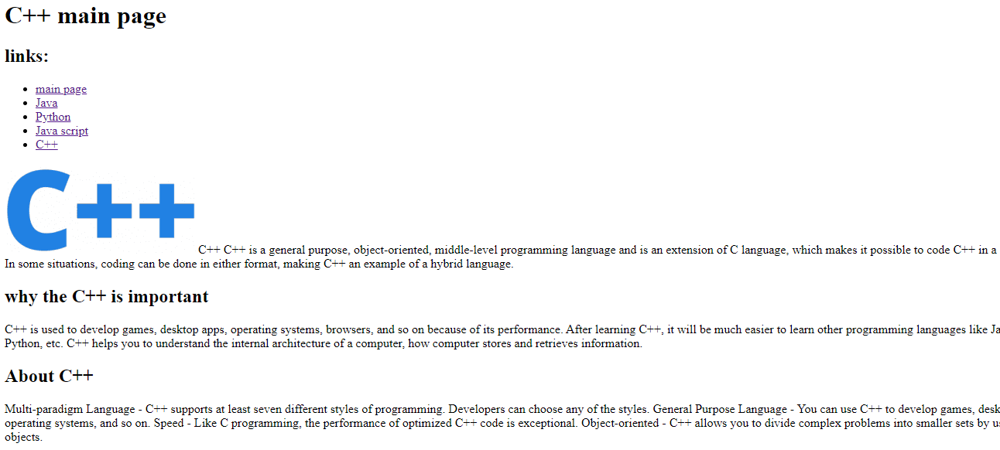 C++ main page
links:
main page
Java
Python
Java script
C++
C++
C++ C++ is a general purpose, object-oriented, middle-level programming language and is an extension of C language, which makes it possible to code C++ in a
In some situations, coding can be done in either format, making C++ an example of a hybrid language.
why the C++ is important
C++ is used to develop games, desktop apps, operating systems, browsers, and so on because of its performance. After learning C++, it will be much easier to learn other programming languages like
Python, etc. C++ helps you to understand the internal architecture of a computer, how computer stores and retrieves information.
About C++
Multi-paradigm Language - C++ supports at least seven different styles of programming. Developers can choose any of the styles. General Purpose Language - You can use C++ to develop games,
operating systems, and so on. Speed - Like C programming, the performance of optimized C++ code is exceptional. Object-oriented - C++ allows you to divide complex problems into smaller sets by
objects.